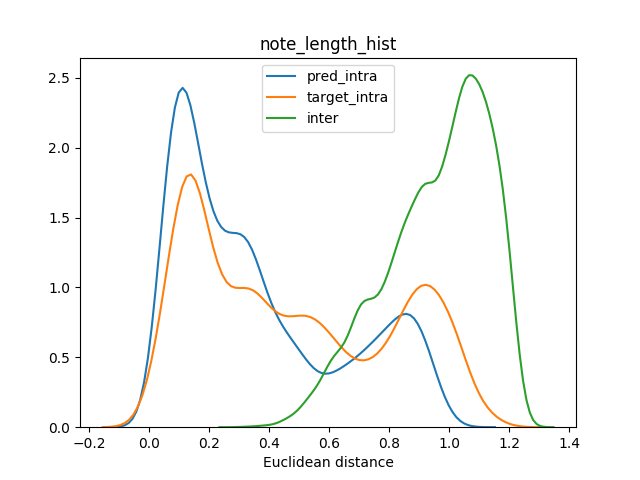 note_length_hist
pred_intra
target_intra
inter
2.5
2.0
1.5
1.0
0.5
0.0
−0.2 0.0 0.2 0.4 0.6 0.8 1.0 1.2 1.4
Euclidean distance